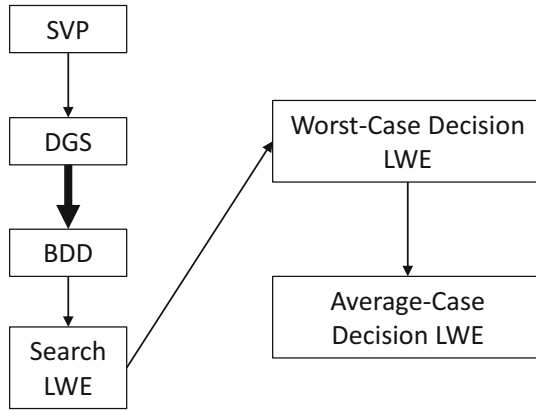 SVP
DGS
BDD
Search
LWE
Worst-Case Decision
LWE
Average-Case
Decision LWE